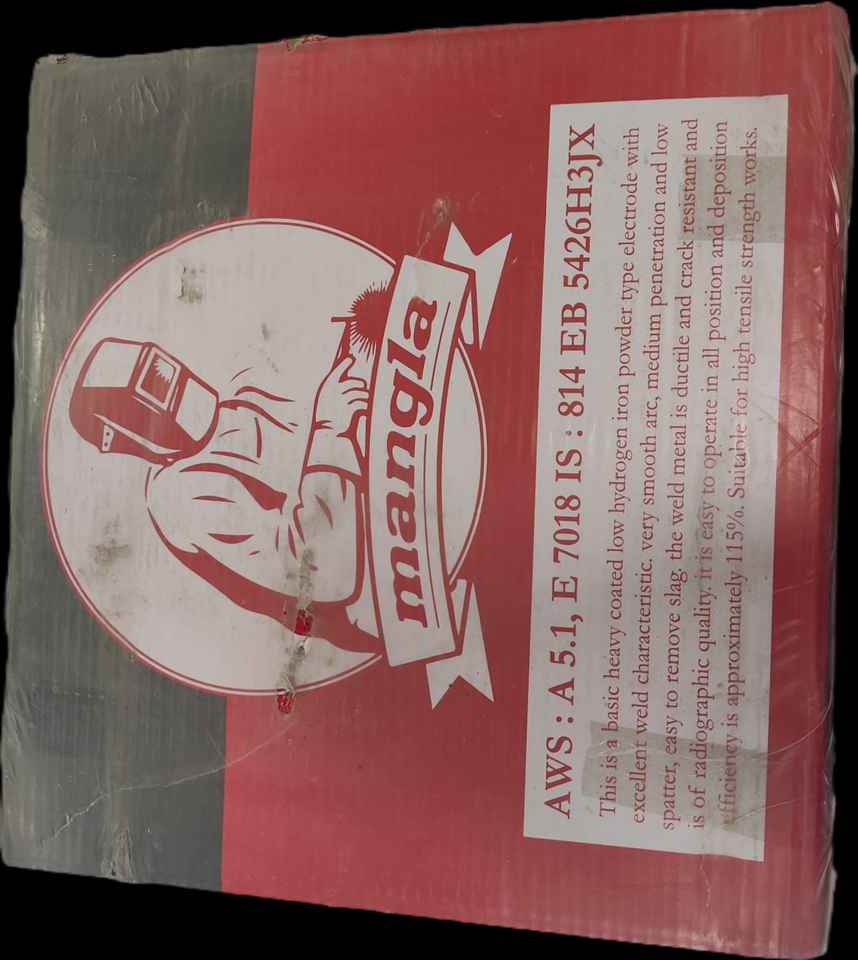 mangla
AWS : A 5.1, E 7018 IS : 814 EB 5426H3JX
This is a basic heavy coated low hydrogen iron powder type electrode with
excellent weld characteristic. very smooth arc, medium penetration and low
spatter, easy to remove slag. the weld metal is ductile and crack resistant and
is of radiographic quality. it is easy to operate in all position and deposition
efficiency is approximately 115%. Suitable for high tensile strength works.